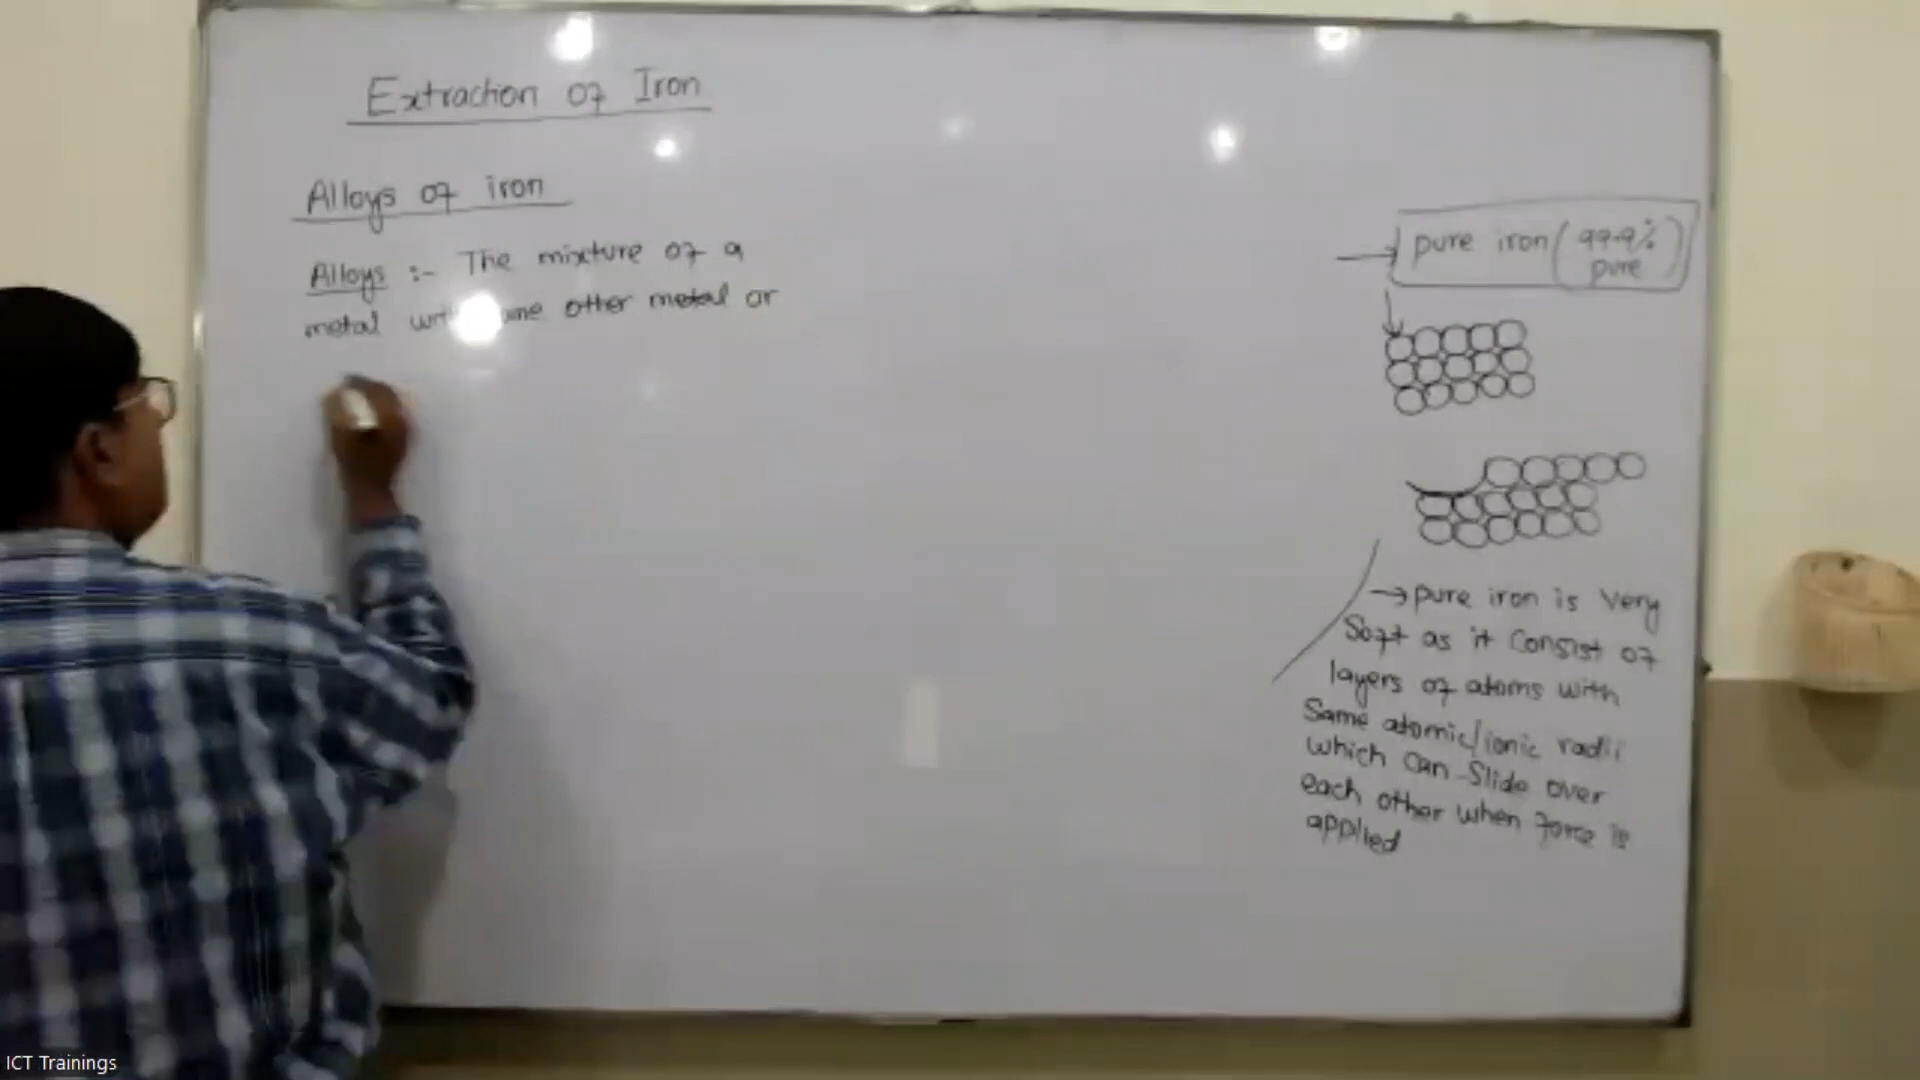 Extraction of Iron
Alloys of iron
Alloys :- The mixture of a
metal other metal or
pure iron (99.9%
pure)
→ pure iron is Very
Soft as it Consist of
layers of atoms with
Same atomic/ionic radii
which can slide over
each other when force is
applied
ICT Trainings